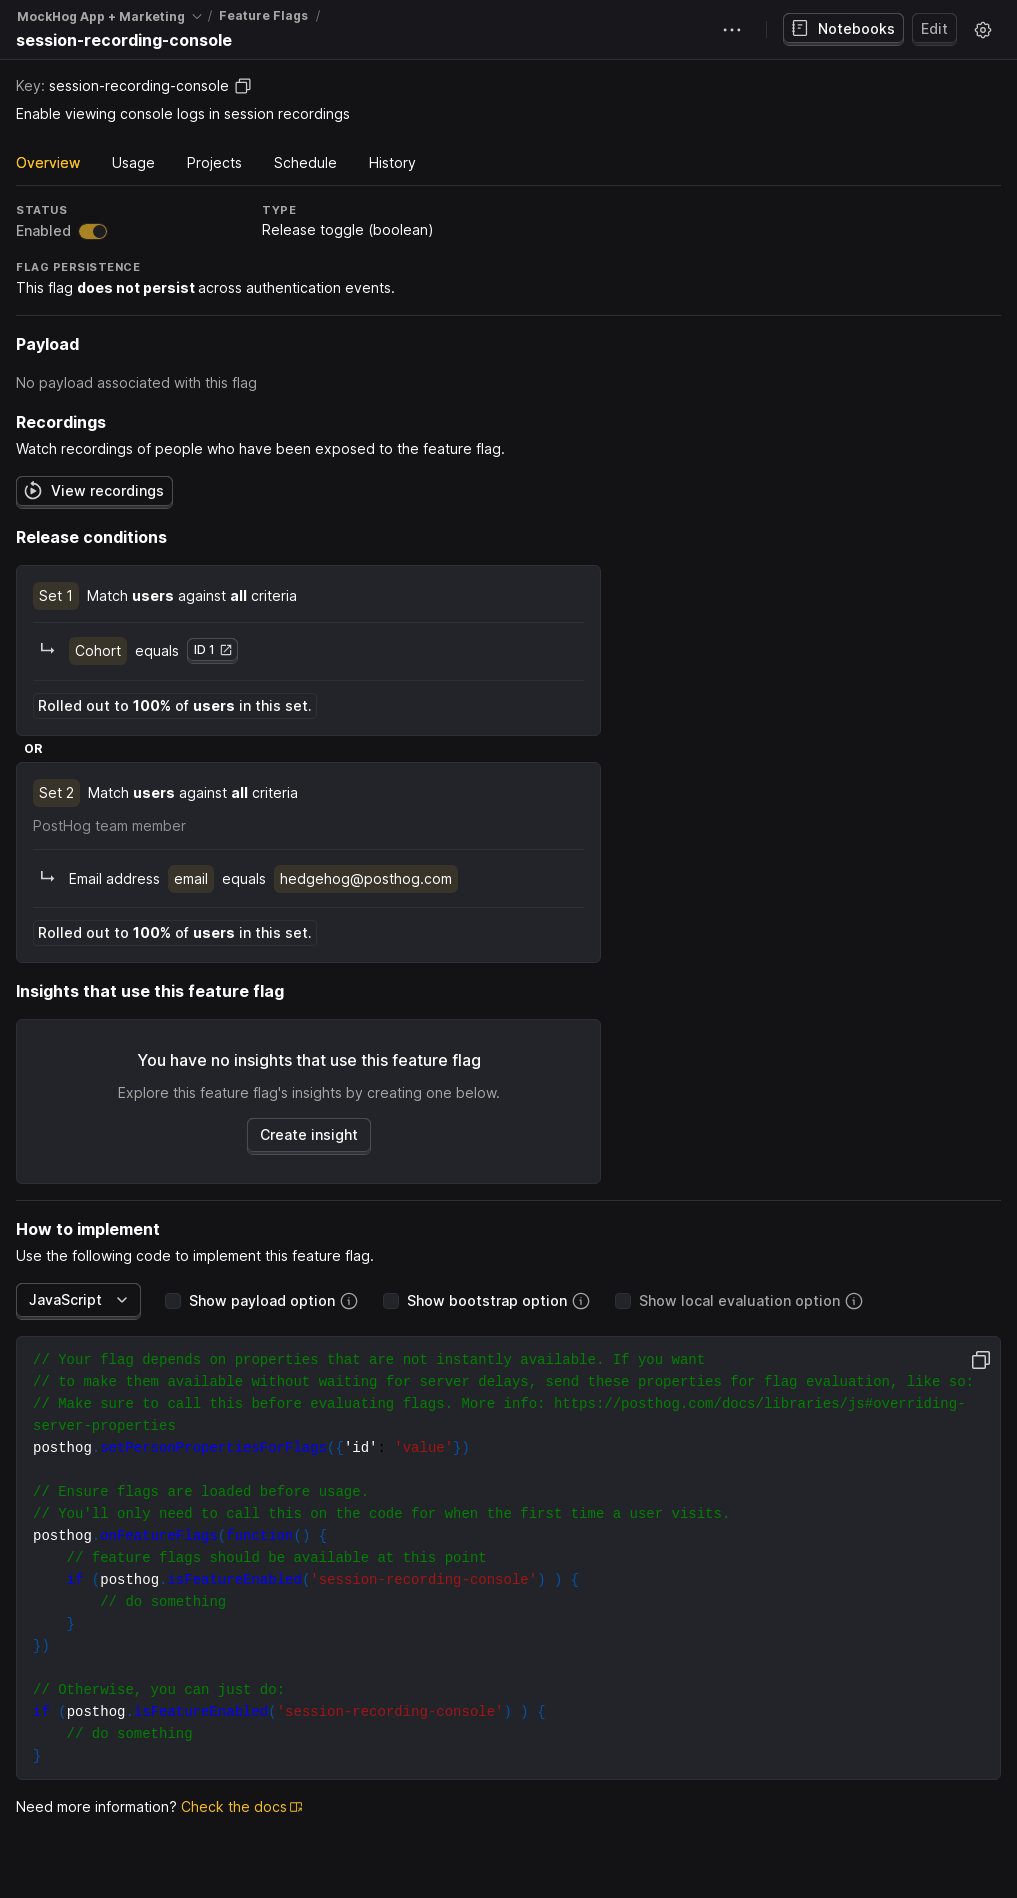 MockHog App + Marketing / Feature Flags /
session-recording-console
Notebooks
Edit
Key: session-recording-console
Enable viewing console logs in session recordings
Overview Usage Projects Schedule History
STATUS TYPE
Enabled Release toggle (boolean)
FLAG PERSISTENCE
This flag does not persist across authentication events.
Payload
No payload associated with this flag
Recordings
Watch recordings of people who have been exposed to the feature flag.
View recordings
Release conditions
Set 1 Match users against all criteria
Cohort equals ID 1
Rolled out to 100% of users in this set.
OR
Set 2 Match users against all criteria
PostHog team member
Email address email equals hedgehog@posthog.com
Rolled out to 100% of users in this set.
Insights that use this feature flag
You have no insights that use this feature flag
Explore this feature flag's insights by creating one below.
Create insight
How to implement
Use the following code to implement this feature flag.
JavaScript Show payload option Show bootstrap option Show local evaluation option
// Your flag depends on properties that are not instantly available. If you want
// to make them available without waiting for server delays, send these properties for flag evaluation, like so:
// Make sure to call this before evaluating flags. More info: https://posthog.com/docs/libraries/js#overriding-
server-properties
posthog.setPersonPropertiesForFlags({'id': 'value'})
// Ensure flags are loaded before usage.
// You'll only need to call this on the code for when the first time a user visits.
posthog.onFeatureFlags(function() {
    // feature flags should be available at this point
    if (posthog.isFeatureEnabled('session-recording-console') ) {
        // do something
    }
})
// Otherwise, you can just do:
if (posthog.isFeatureEnabled('session-recording-console') ) {
    // do something
}
Need more information? Check the docs